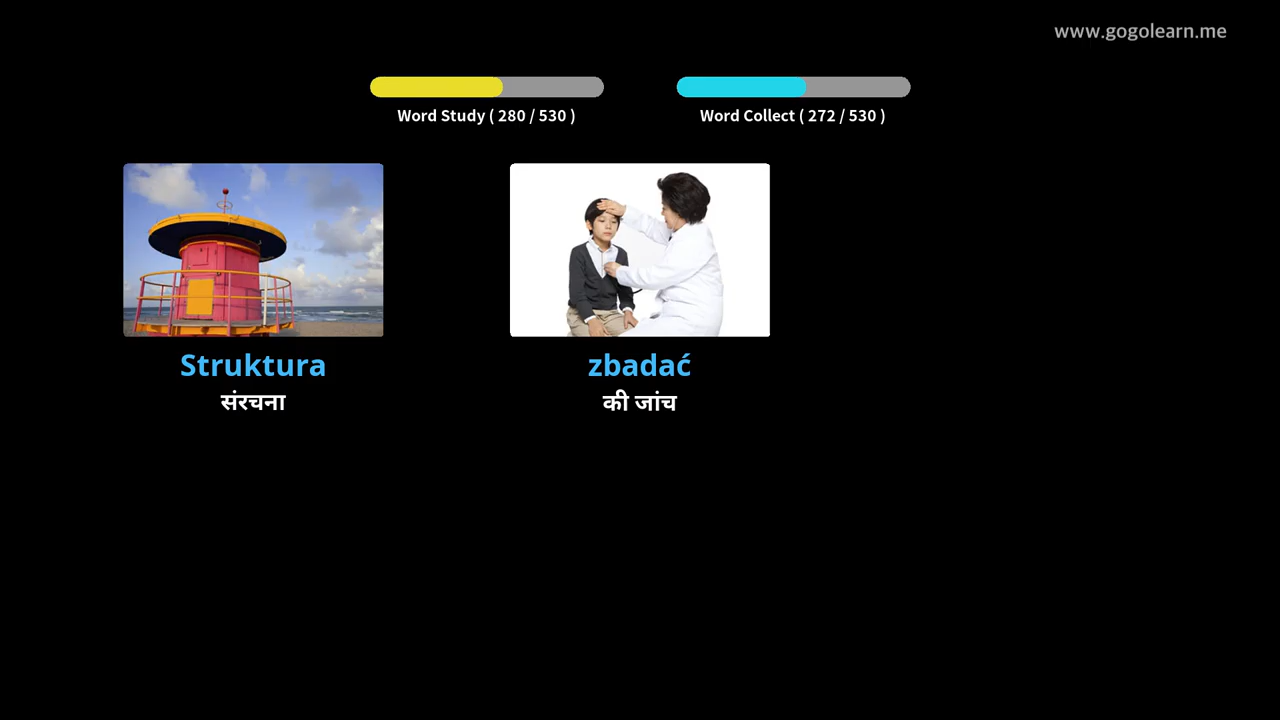 www.gogolearn.me
Word Study ( 280 / 530 )
Word Collect ( 272 / 530 )
Struktura
संरचना
zbadać
की जांच